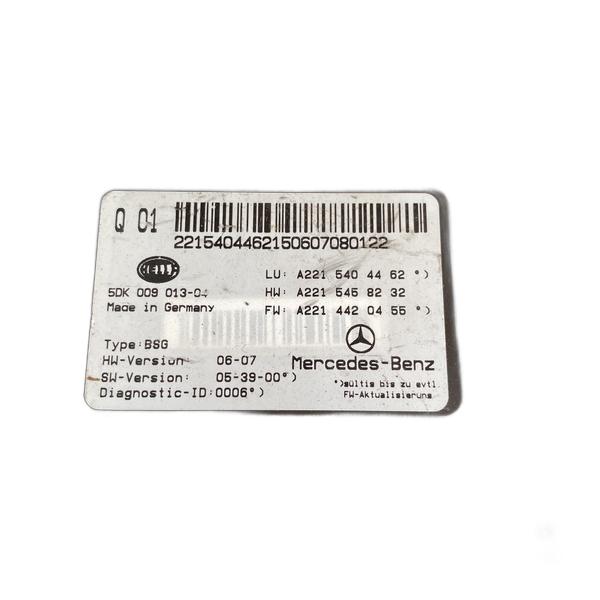 Q 01
2215404462150607080122
HELLA
LU: A221 540 44 62 °)
5DK 009 013-04
HW: A221 545 82 32
Made in Germany
FW: A221 442 04 55 °)
Type:BSG
HW-Version 06-07
Mercedes-Benz
SW-Version: 05-39-00°)
°)gültig bis zu evtl.
Diagnostic-ID:0006°)
FW-Aktualisierung